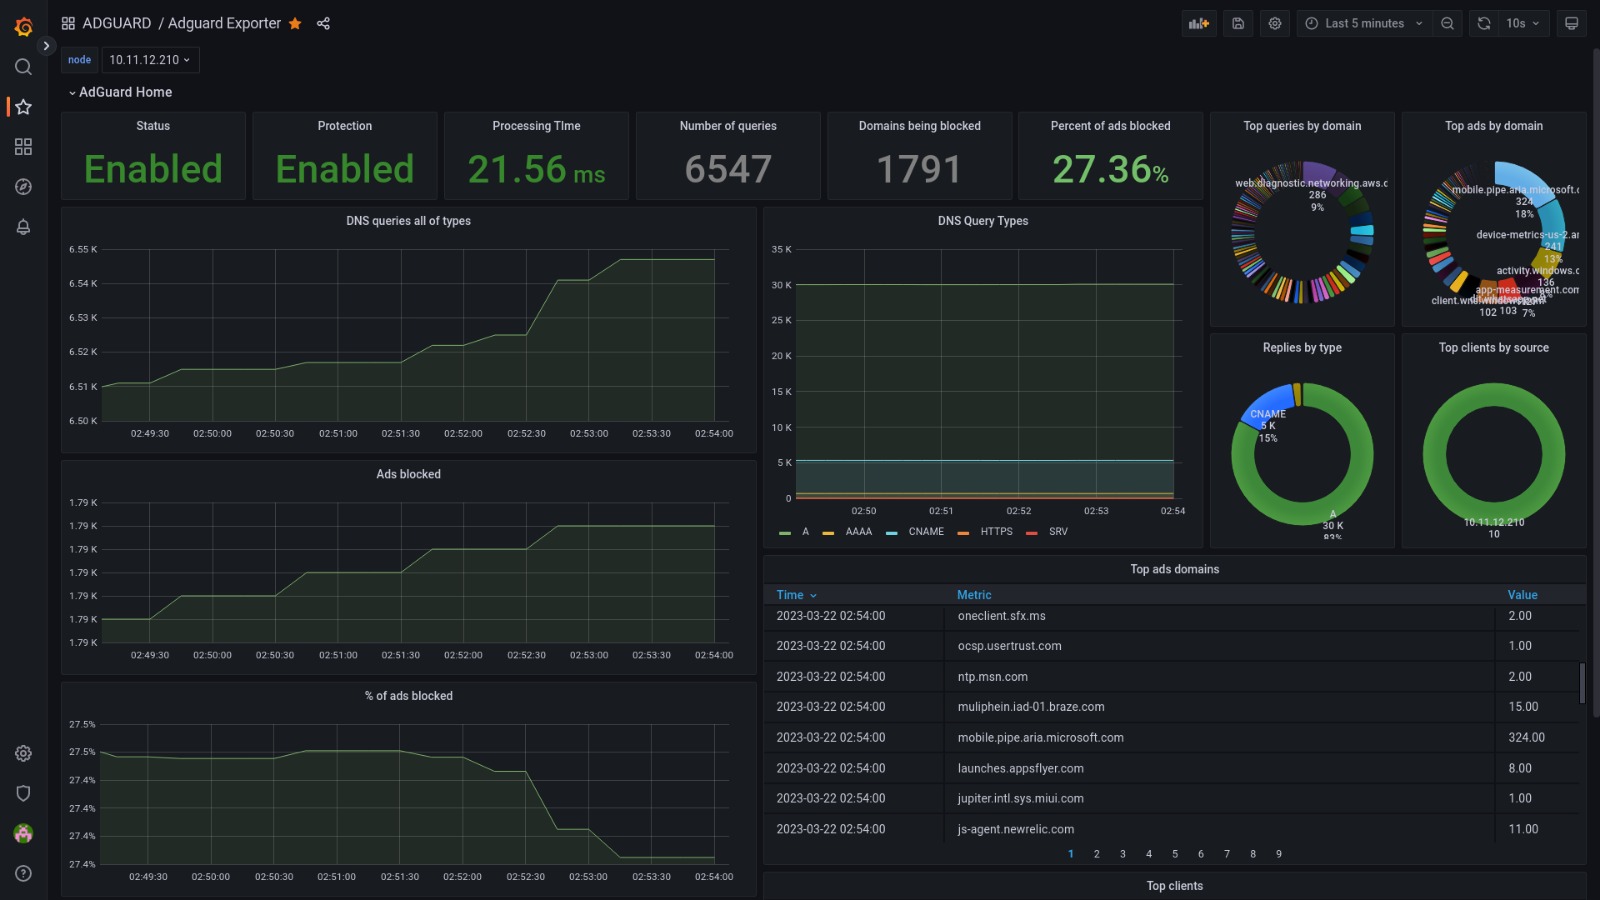 ADGUARD / Adguard Exporter
Last 5 minutes
10s
node
10.11.12.210
AdGuard Home
Status
Enabled
Protection
Enabled
Processing TIme
21.56 ms
Number of queries
6547
Domains being blocked
1791
Percent of ads blocked
27.36%
Top queries by domain
web.diagnostic.networking.aws.c
286
9%
Top ads by domain
mobile.pipe.aria.microsoft.c
324
18%
device-metrics-us-2.ar
241
13%
activity.windows.c
136
app-measurement.com
102
103
7%
DNS queries all of types
6.55 K
6.54 K
6.53 K
6.52 K
6.51 K
6.50 K
02:49:30 02:50:00 02:50:30 02:51:00 02:51:30 02:52:00 02:52:30 02:53:00 02:53:30 02:54:00
DNS Query Types
35 K
30 K
25 K
20 K
15 K
10 K
5 K
0
02:50 02:51 02:52 02:53 02:54
A AAAA CNAME HTTPS SRV
Replies by type
CNAME
5 K
15%
A
30 K
83%
Top clients by source
10.11.12.210
10
Ads blocked
1.79 K
1.79 K
1.79 K
1.79 K
1.79 K
1.79 K
1.79 K
02:49:30 02:50:00 02:50:30 02:51:00 02:51:30 02:52:00 02:52:30 02:53:00 02:53:30 02:54:00
% of ads blocked
27.5%
27.5%
27.4%
27.4%
27.4%
27.4%
02:49:30 02:50:00 02:50:30 02:51:00 02:51:30 02:52:00 02:52:30 02:53:00 02:53:30 02:54:00
Top ads domains
Time Metric Value
2023-03-22 02:54:00 oneclient.sfx.ms 2.00
2023-03-22 02:54:00 ocsp.usertrust.com 1.00
2023-03-22 02:54:00 ntp.msn.com 2.00
2023-03-22 02:54:00 muliphein.iad-01.braze.com 15.00
2023-03-22 02:54:00 mobile.pipe.aria.microsoft.com 324.00
2023-03-22 02:54:00 launches.appsflyer.com 8.00
2023-03-22 02:54:00 jupiter.intl.sys.miui.com 1.00
2023-03-22 02:54:00 js-agent.newrelic.com 11.00
1 2 3 4 5 6 7 8 9
Top clients